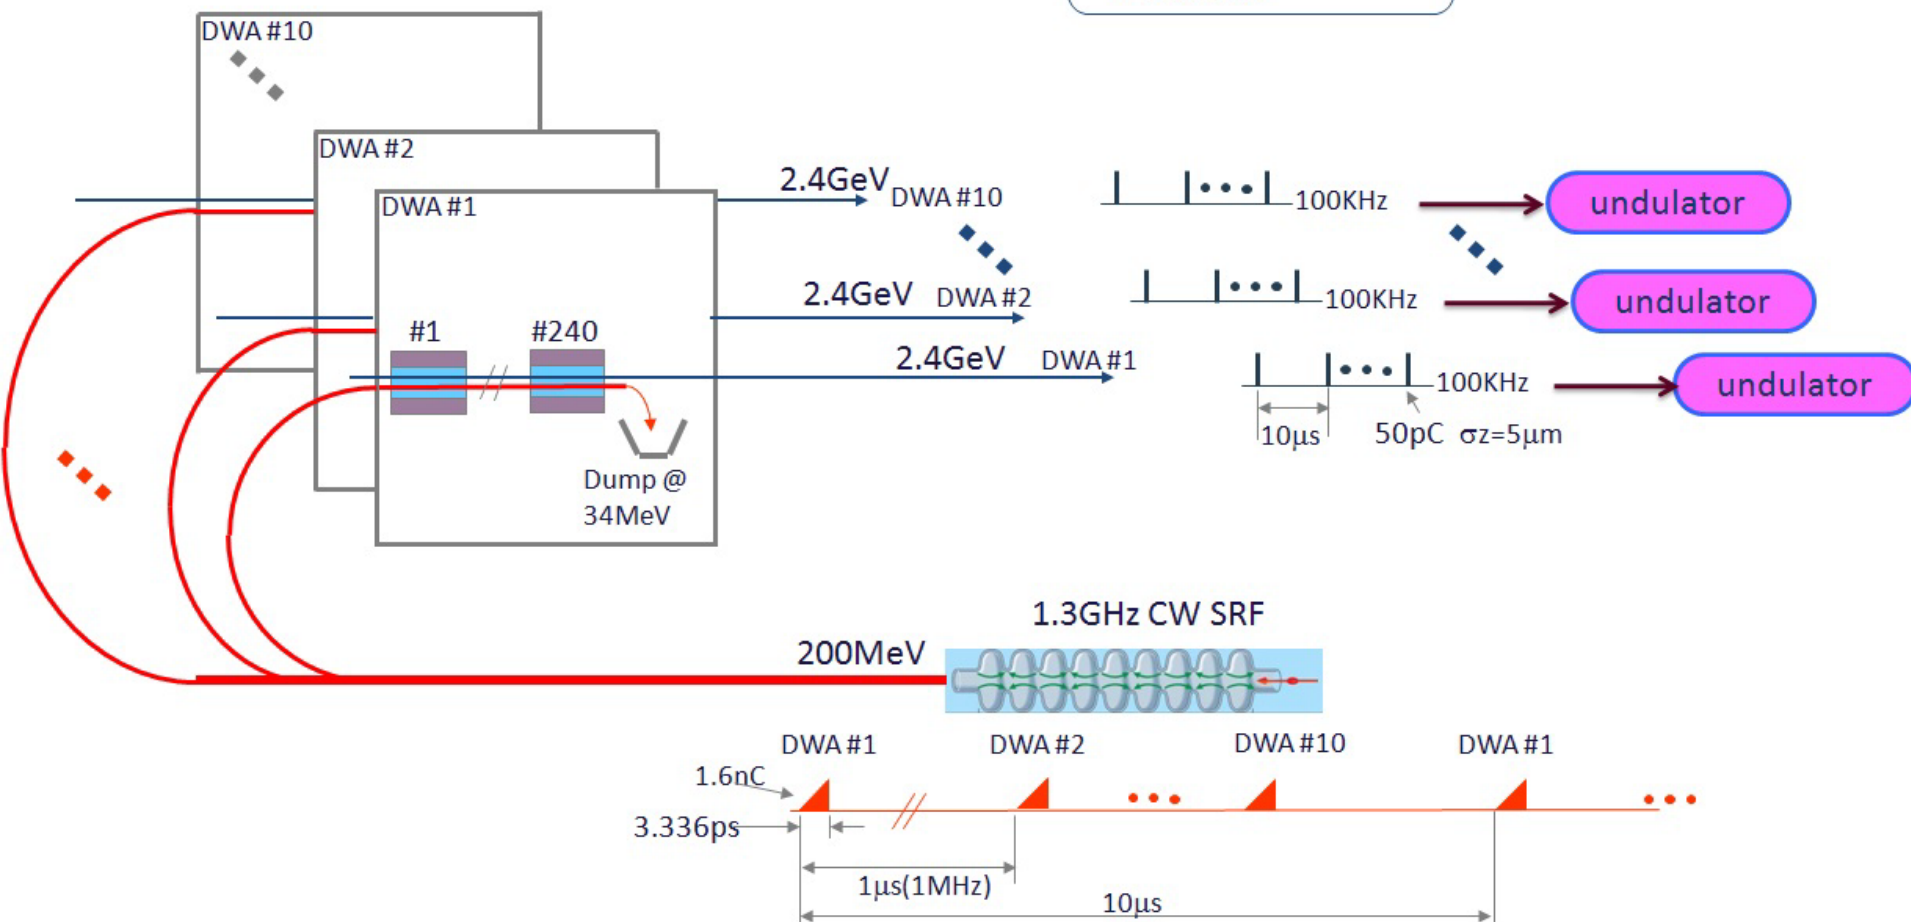 DWA #10
DWA #2
DWA #1
#1
#240
Dump @
34MeV
2.4GeV
DWA #10
2.4GeV
DWA #2
2.4GeV
DWA #1
100KHz
undulator
100KHz
undulator
100KHz
undulator
10μs
50pC σz=5μm
1.3GHz CW SRF
200MeV
DWA #1
DWA #2
DWA #10
DWA #1
1.6nC
3.336ps
1μs(1MHz)
10μs